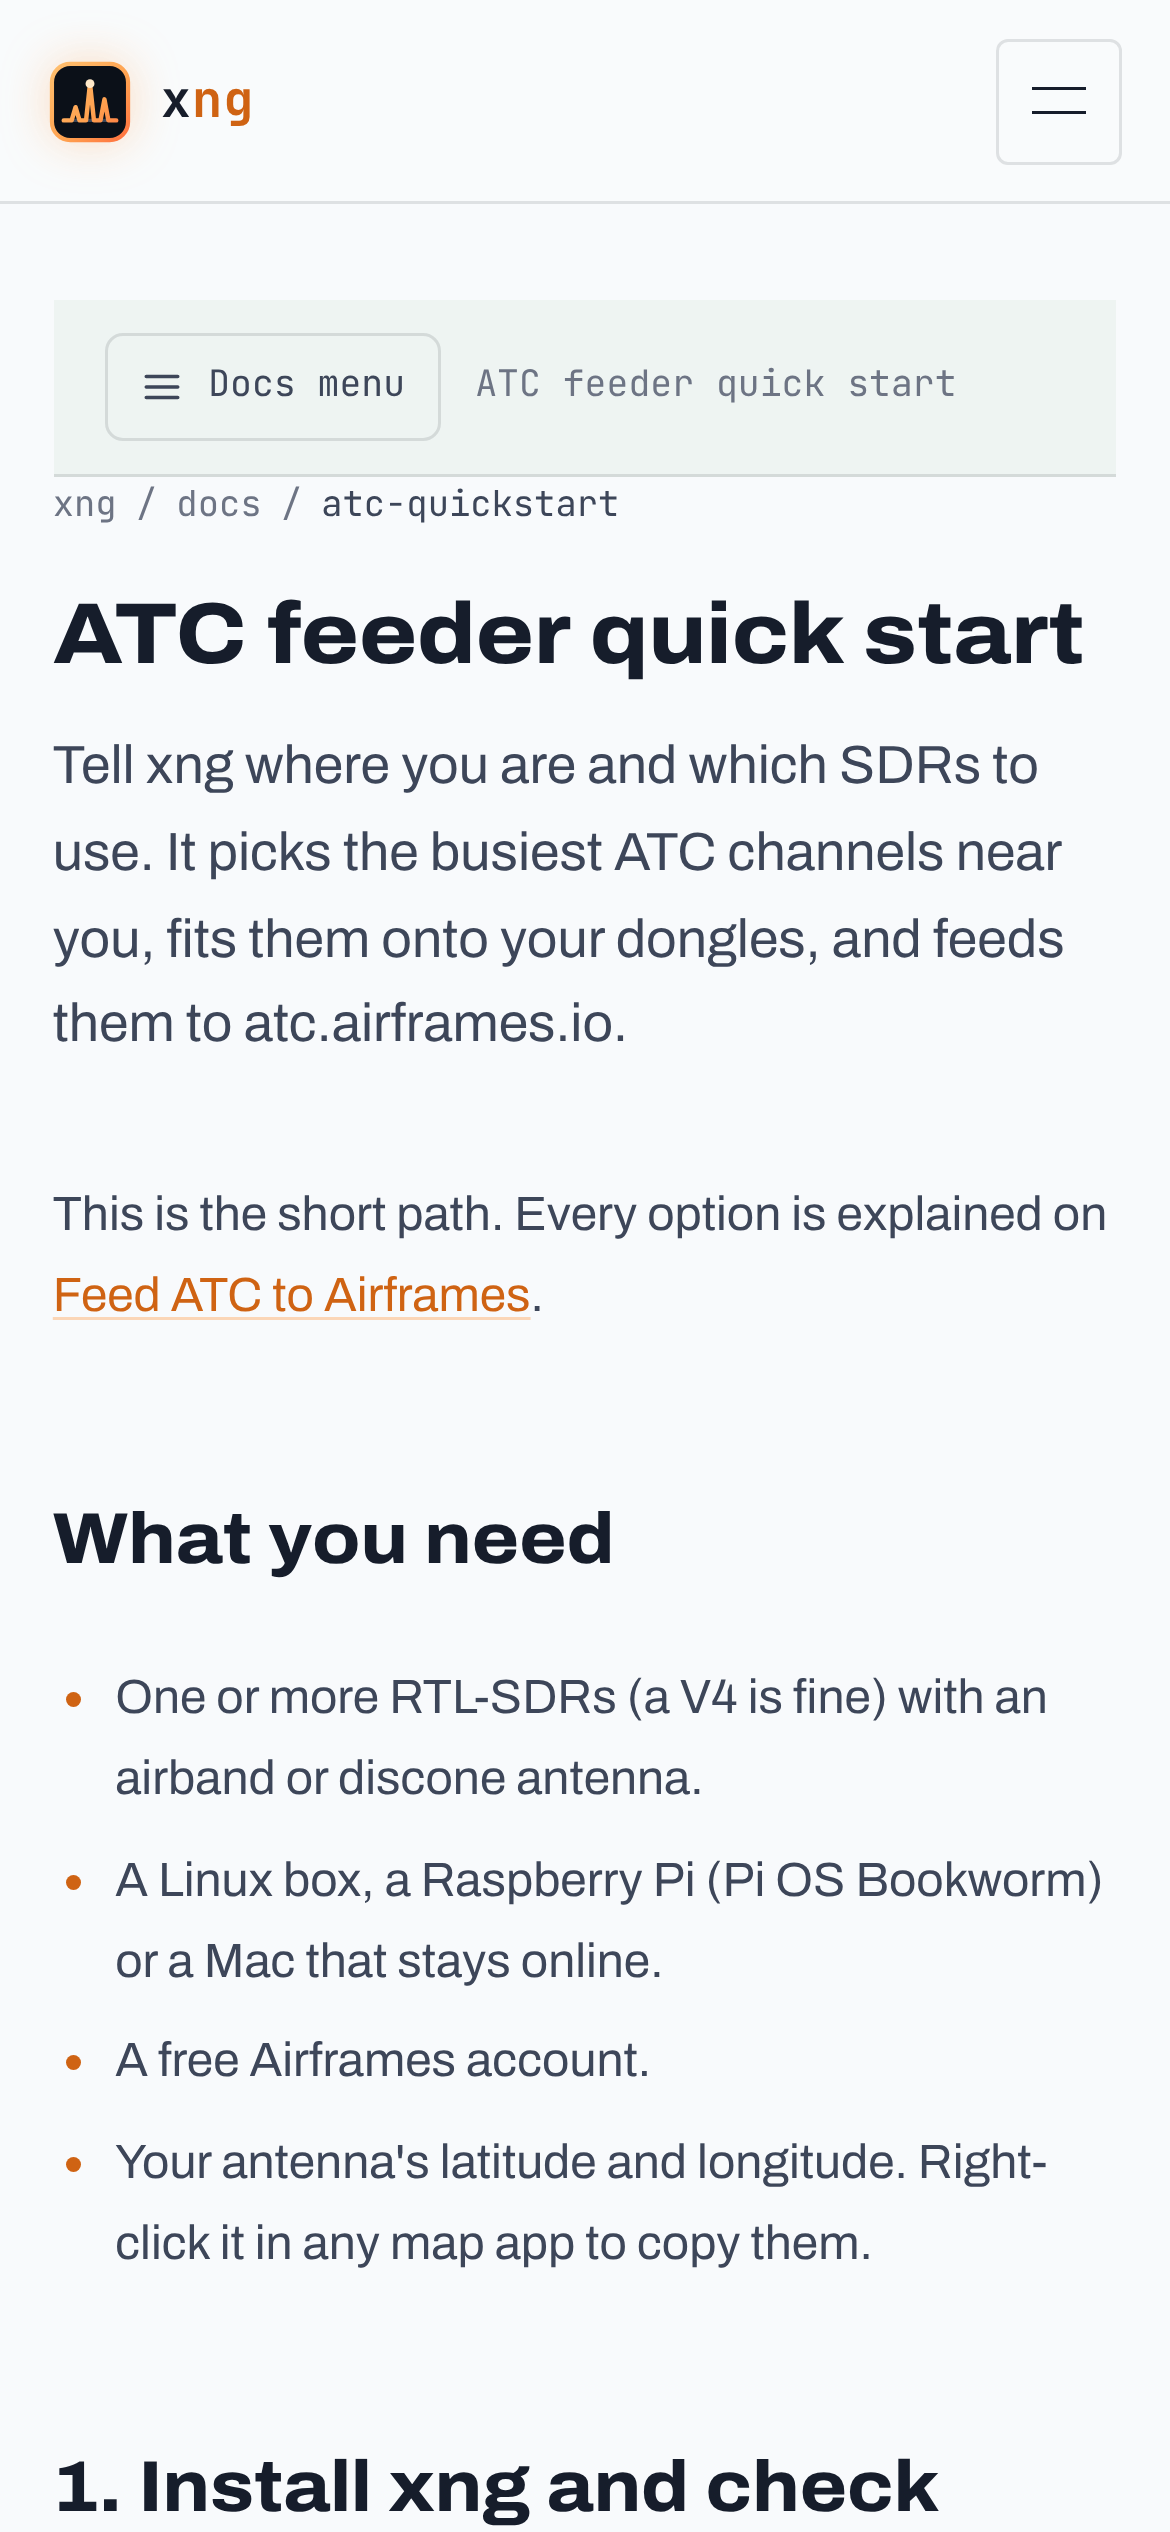 xng
Docs menu
ATC feeder quick start
xng / docs / atc-quickstart
ATC feeder quick start
Tell xng where you are and which SDRs to
use. It picks the busiest ATC channels near
you, fits them onto your dongles, and feeds
them to atc.airframes.io.
This is the short path. Every option is explained on
Feed ATC to Airframes.
What you need
One or more RTL-SDRs (a V4 is fine) with an
airband or discone antenna.
A Linux box, a Raspberry Pi (Pi OS Bookworm)
or a Mac that stays online.
A free Airframes account.
Your antenna's latitude and longitude. Right-
click it in any map app to copy them.
1. Install xng and check